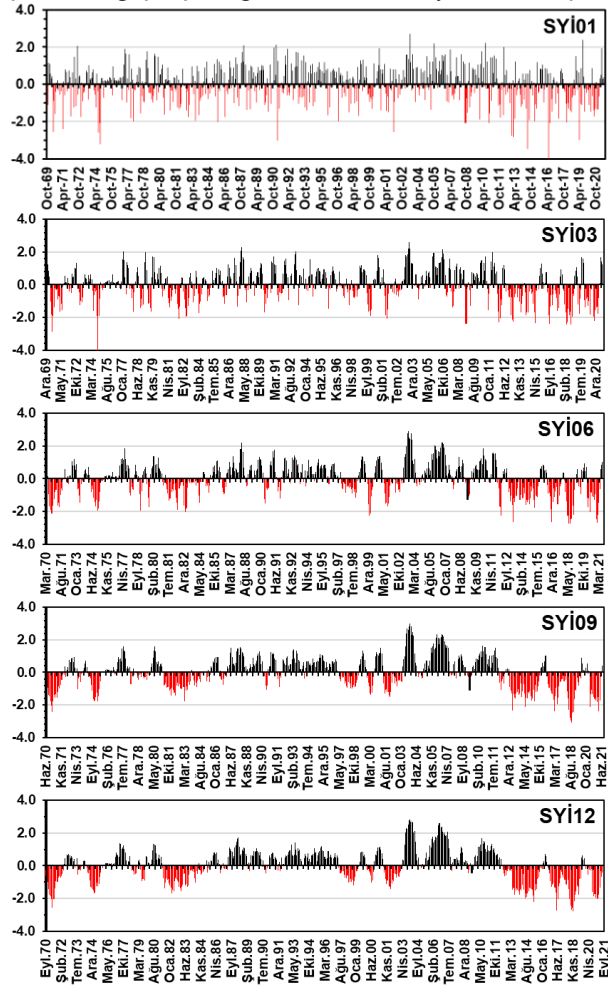 SYİ01
4.0
2.0
0.0
-2.0
-4.0
Oct-69 Apr-71 Oct-72 Apr-74 Oct-75 Apr-77 Oct-78 Apr-80 Oct-81 Apr-83 Oct-84 Apr-86 Oct-87 Apr-89 Oct-90 Apr-92 Oct-93 Apr-95 Oct-96 Apr-98 Oct-99 Apr-01 Oct-02 Apr-04 Oct-05 Apr-07 Oct-08 Apr-10 Oct-11 Apr-13 Oct-14 Apr-16 Oct-17 Apr-19 Oct-20
SYİ03
4.0
2.0
0.0
-2.0
-4.0
Ara.69 May.71 Eki.72 Mar.74 Ağu.75 Oca.77 Haz.78 Kas.79 Nis.81 Eyl.82 Şub.84 Tem.85 Ara.86 May.88 Eki.89 Mar.91 Ağu.92 Oca.94 Haz.95 Kas.96 Nis.98 Eyl.99 Şub.01 Tem.02 Ara.03 May.05 Eki.06 Mar.08 Ağu.09 Oca.11 Haz.12 Kas.13 Nis.15 Eyl.16 Şub.18 Tem.19 Ara.20
SYİ06
4.0
2.0
0.0
-2.0
-4.0
Mar.70 Ağu.71 Oca.73 Haz.74 Kas.75 Nis.77 Eyl.78 Şub.80 Tem.81 Ara.82 May.84 Eki.85 Mar.87 Ağu.88 Oca.90 Haz.91 Kas.92 Nis.94 Eyl.95 Şub.97 Tem.98 Ara.99 May.01 Eki.02 Mar.04 Ağu.05 Oca.07 Haz.08 Kas.09 Nis.11 Eyl.12 Şub.14 Tem.15 Ara.16 May.18 Eki.19 Mar.21
SYİ09
4.0
2.0
0.0
-2.0
-4.0
Haz.70 Kas.71 Nis.73 Eyl.74 Şub.76 Tem.77 Ara.78 May.80 Eki.81 Mar.83 Ağu.84 Oca.86 Haz.87 Kas.88 Nis.90 Eyl.91 Şub.93 Tem.94 Ara.95 May.97 Eki.98 Mar.00 Ağu.01 Oca.03 Haz.04 Kas.05 Nis.07 Eyl.08 Şub.10 Tem.11 Ara.12 May.14 Eki.15 Mar.17 Ağu.18 Oca.20 Haz.21
SYİ12
4.0
2.0
0.0
-2.0
-4.0
Eyl.70 Şub.72 Tem.73 Ara.74 May.76 Eki.77 Mar.79 Ağu.80 Oca.82 Haz.83 Kas.84 Nis.86 Eyl.87 Şub.89 Tem.90 Ara.91 May.93 Eki.94 Mar.96 Ağu.97 Oca.99 Haz.00 Kas.01 Nis.03 Eyl.04 Şub.06 Tem.07 Ara.08 May.10 Eki.11 Mar.13 Ağu.14 Oca.16 Haz.17 Kas.18 Nis.20 Eyl.21